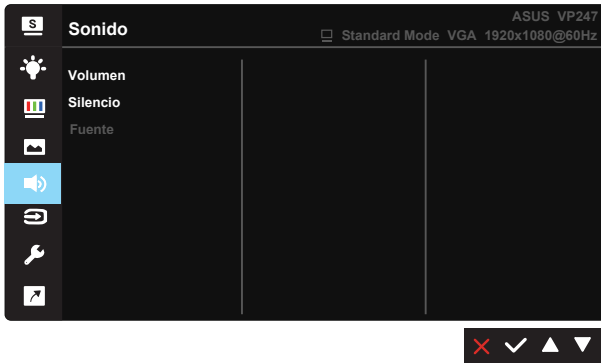 S
Sonido
ASUS VP247
Standard Mode VGA 1920x1080@60Hz
Volumen
Silencio
Fuente